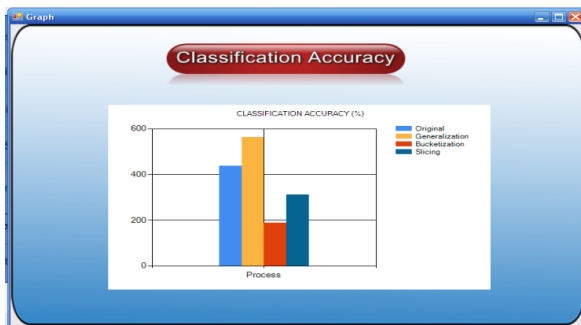 Graph
Classification Accuracy
CLASSIFICATION ACCURACY (%)
600
400
200
0
Process
Original
Generalization
Bucketization
Slicing